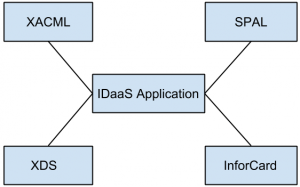 XACML
SPAL
IDaaS Application
XDS
InforCard